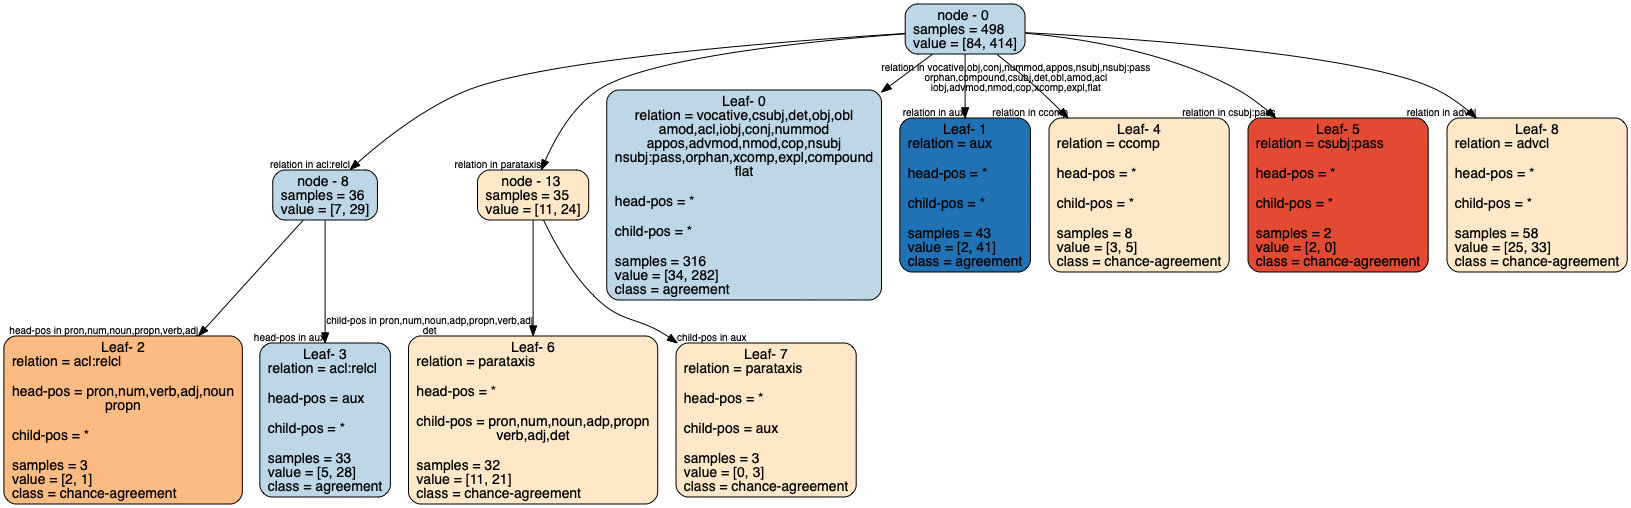 node - 0
samples = 498
value = [84, 414]
relation in vocative,obj,conj,nummod,appos,nsubj,nsubj:pass
orphan,compound,csubj,det,obl,amod,acl
iobj,advmod,nmod,cop,xcomp,expl,flat
relation in acl:relcl
node - 8
samples = 36
value = [7, 29]
relation in parataxis
node - 13
samples = 35
value = [11, 24]
Leaf- 0
relation = vocative,csubj,det,obj,obl
amod,acl,iobj,conj,nummod
appos,advmod,nmod,cop,nsubj
nsubj:pass,orphan,xcomp,expl,compound
flat
head-pos = *
child-pos = *
samples = 316
value = [34, 282]
class = agreement
relation in aux
Leaf- 1
relation = aux
head-pos = *
child-pos = *
samples = 43
value = [2, 41]
class = agreement
relation in ccomp
Leaf- 4
relation = ccomp
head-pos = *
child-pos = *
samples = 8
value = [3, 5]
class = chance-agreement
relation in csubj:pass
Leaf- 5
relation = csubj:pass
head-pos = *
child-pos = *
samples = 2
value = [2, 0]
class = chance-agreement
relation in advcl
Leaf- 8
relation = advcl
head-pos = *
child-pos = *
samples = 58
value = [25, 33]
class = chance-agreement
head-pos in pron,num,noun,propn,verb,adj
Leaf- 2
relation = acl:relcl
head-pos = pron,num,verb,adj,noun
propn
child-pos = *
samples = 3
value = [2, 1]
class = chance-agreement
head-pos in aux
Leaf- 3
relation = acl:relcl
head-pos = aux
child-pos = *
samples = 33
value = [5, 28]
class = agreement
child-pos in pron,num,noun,adp,propn,verb,adj
det
Leaf- 6
relation = parataxis
head-pos = *
child-pos = pron,num,noun,adp,propn
verb,adj,det
samples = 32
value = [11, 21]
class = chance-agreement
child-pos in aux
Leaf- 7
relation = parataxis
head-pos = *
child-pos = aux
samples = 3
value = [0, 3]
class = chance-agreement